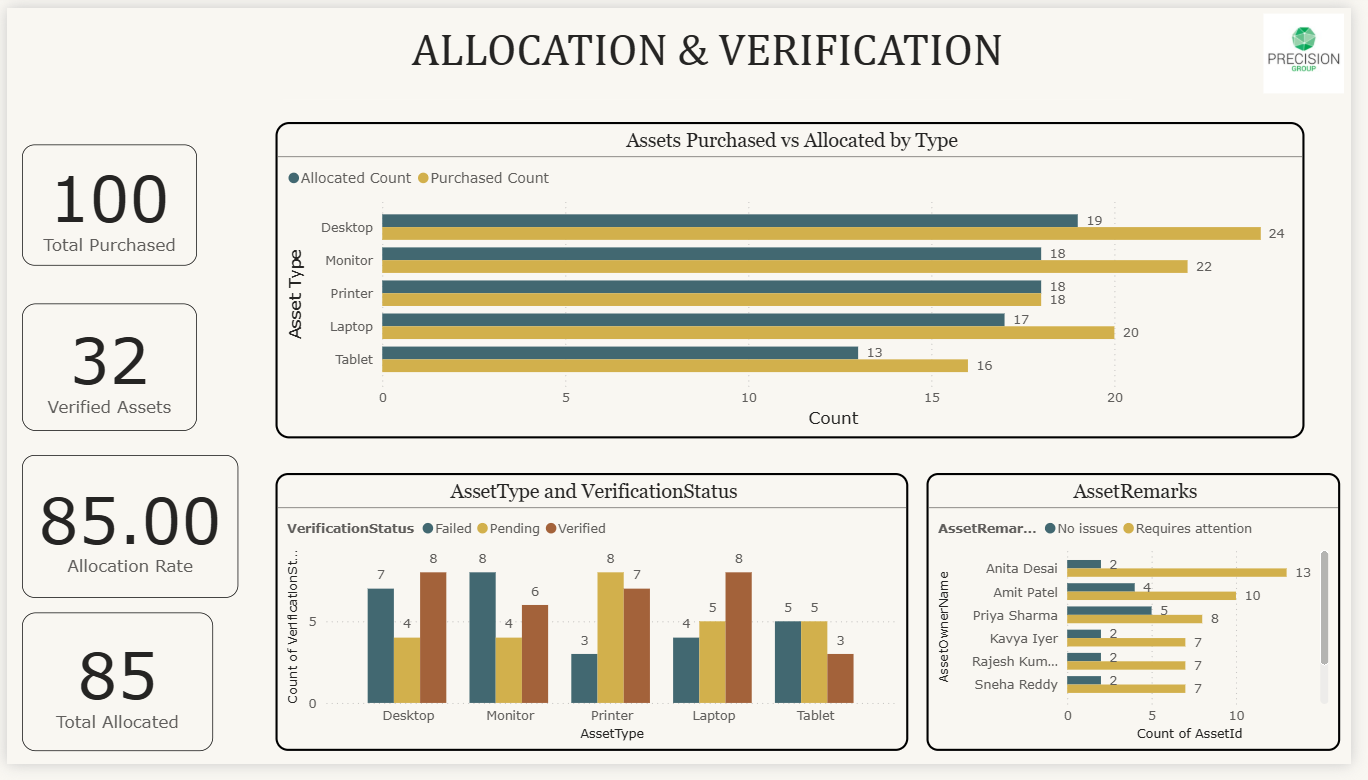 ALLOCATION & VERIFICATION
PRECISION
GROUP
100
Total Purchased
32
Verified Assets
85.00
Allocation Rate
85
Total Allocated
Assets Purchased vs Allocated by Type
Allocated Count Purchased Count
Asset Type
Desktop 19
24
Monitor 18
22
Printer 18
18
Laptop 17
20
Tablet 13
16
0 5 10 15 20
Count
AssetType and VerificationStatus
VerificationStatus Failed Pending Verified
Count of VerificationSt...
5
0
7 4 8
8 4 6
3 8 7
4 5 8
5 5 3
Desktop Monitor Printer Laptop Tablet
AssetType
AssetRemarks
AssetRemar... No issues Requires attention
AssetOwnerName
Anita Desai 2
13
Amit Patel 4
10
Priya Sharma 5
8
Kavya Iyer 2
7
Rajesh Kum... 2
7
Sneha Reddy 2
7
0 5 10
Count of AssetId